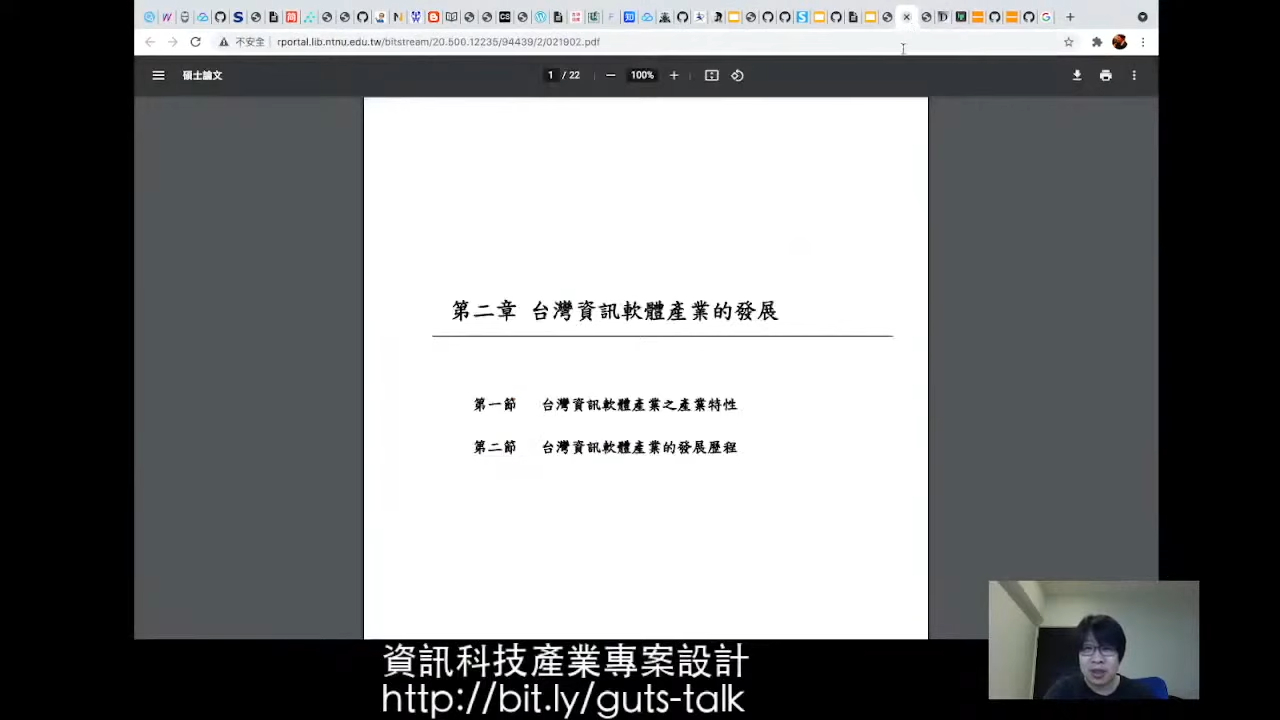 不安全 rportal.lib.ntnu.edu.tw/bitstream/20.500.12235/94439/2/021902.pdf
碩士論文 1 / 22 100%
第二章 台灣資訊軟體產業的發展
第一節 台灣資訊軟體產業之產業特性
第二節 台灣資訊軟體產業的發展歷程
資訊科技產業專案設計
http://bit.ly/guts-talk